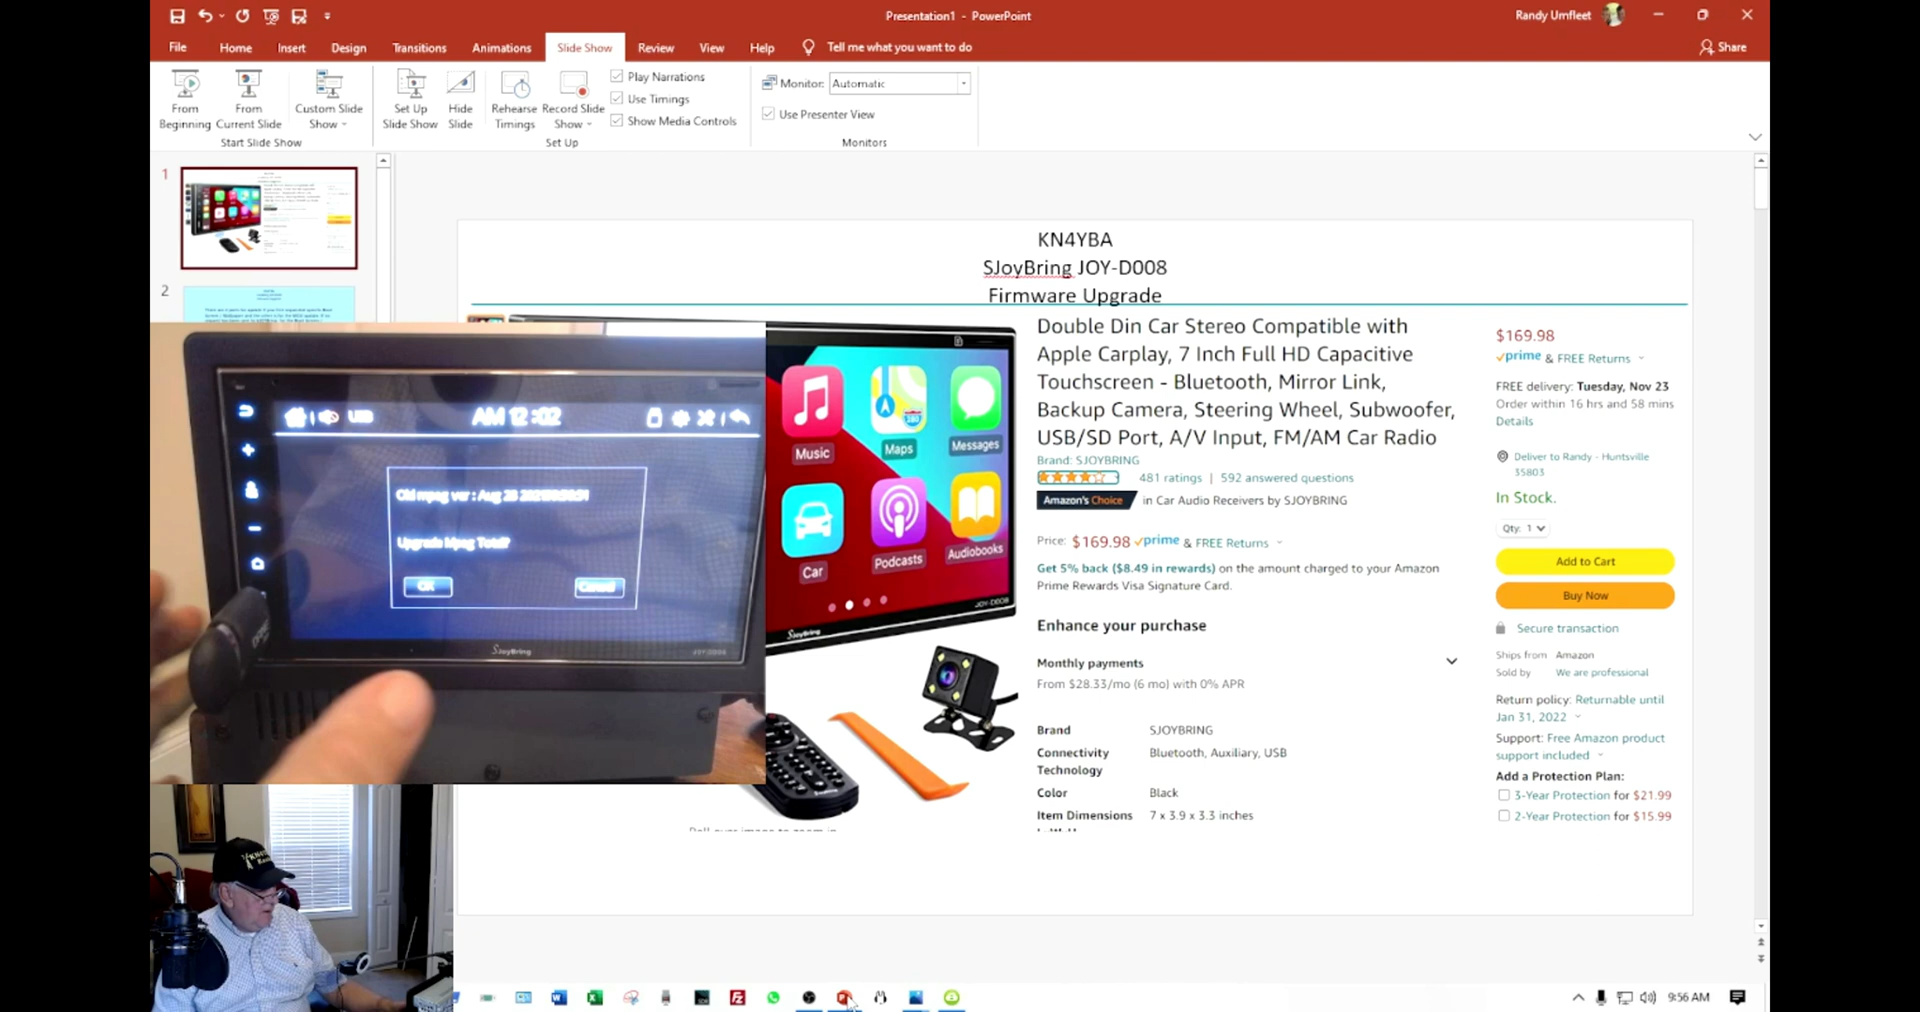 Presentation1 - PowerPoint
Randy Umfleet
File Home Insert Design Transitions Animations Slide Show Review View Help Tell me what you want to do
Share
From Beginning
From Current Slide
Custom Slide Show
Start Slide Show
Set Up Slide Show
Hide Slide
Rehearse Timings
Record Slide Show
Play Narrations
Use Timings
Show Media Controls
Set Up
Monitor: Automatic
Use Presenter View
Monitors
1
2
KN4YBA
SJoyBring JOY-D008
Firmware Upgrade
USB AM 12:02
Upgrade Mpeg Total?
OK Cancel
SJoyBring
Music Maps Messages
Car Podcasts Audiobooks
JOY-D008
SJoyBring
Double Din Car Stereo Compatible with
Apple Carplay, 7 Inch Full HD Capacitive
Touchscreen - Bluetooth, Mirror Link,
Backup Camera, Steering Wheel, Subwoofer,
USB/SD Port, A/V Input, FM/AM Car Radio
Brand: SJOYBRING
481 ratings | 592 answered questions
Amazon's Choice in Car Audio Receivers by SJOYBRING
Price: $169.98 prime & FREE Returns
Get 5% back ($8.49 in rewards) on the amount charged to your Amazon
Prime Rewards Visa Signature Card.
Enhance your purchase
Monthly payments
From $28.33/mo (6 mo) with 0% APR
Brand SJOYBRING
Connectivity Technology Bluetooth, Auxiliary, USB
Color Black
Item Dimensions 7 x 3.9 x 3.3 inches
$169.98
prime & FREE Returns
FREE delivery: Tuesday, Nov 23
Order within 16 hrs and 58 mins
Details
Deliver to Randy - Huntsville
35803
In Stock.
Qty: 1
Add to Cart
Buy Now
Secure transaction
Ships from Amazon
Sold by We are professional
Return policy: Returnable until
Jan 31, 2022
Support: Free Amazon product
support included
Add a Protection Plan:
3-Year Protection for $21.99
2-Year Protection for $15.99
9:56 AM